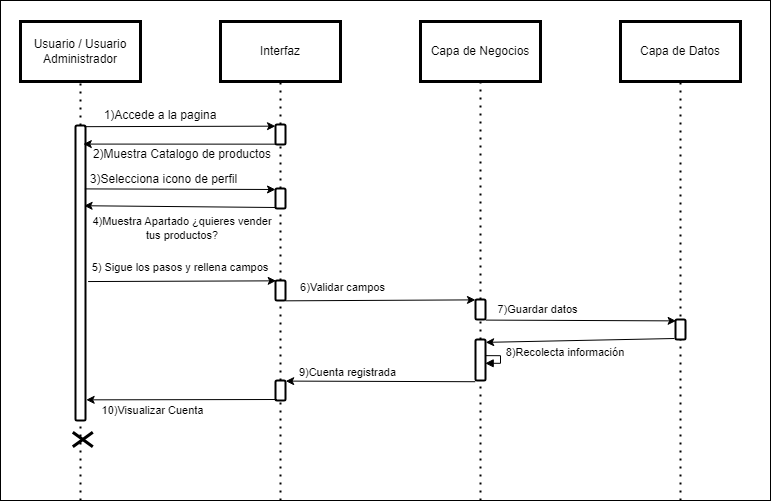 Usuario / Usuario
Administrador
Interfaz
Capa de Negocios
Capa de Datos
1)Accede a la pagina
2)Muestra Catalogo de productos
3)Selecciona icono de perfil
4)Muestra Apartado ¿quieres vender
tus productos?
5) Sigue los pasos y rellena campos
6)Validar campos
7)Guardar datos
8)Recolecta información
9)Cuenta registrada
10)Visualizar Cuenta